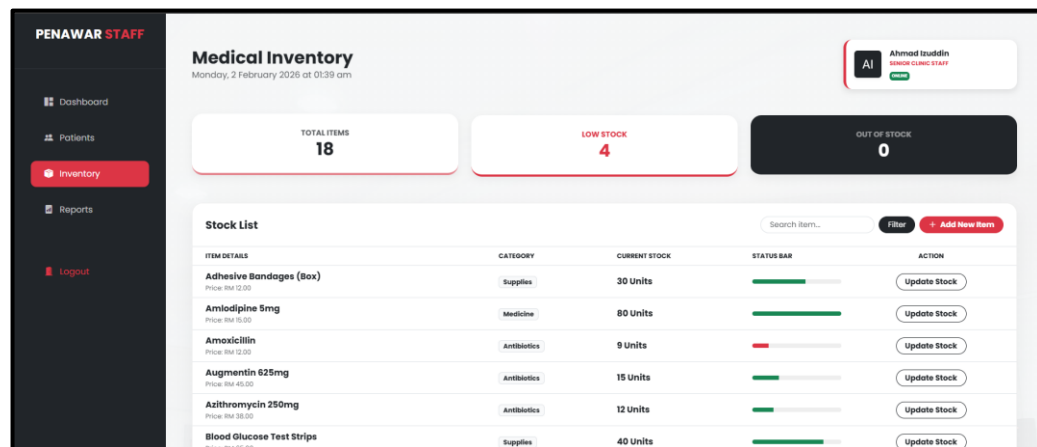 PENAWAR STAFF
Dashboard
Patients
Inventory
Reports
Logout
Medical Inventory
Monday, 2 February 2026 at 01:39 am
AI
Ahmad Izuddin
SENIOR CLINIC STAFF
ONLINE
TOTAL ITEMS
18
LOW STOCK
4
OUT OF STOCK
0
Stock List
Search item...
Filter
+ Add New Item
ITEM DETAILS CATEGORY CURRENT STOCK STATUS BAR ACTION
Adhesive Bandages (Box) Supplies 30 Units Update Stock
Price: RM 12.00
Amlodipine 5mg Medicine 80 Units Update Stock
Price: RM 15.00
Amoxicillin Antibiotics 9 Units Update Stock
Price: RM 12.00
Augmentin 625mg Antibiotics 15 Units Update Stock
Price: RM 45.00
Azithromycin 250mg Antibiotics 12 Units Update Stock
Price: RM 38.00
Blood Glucose Test Strips Supplies 40 Units Update Stock